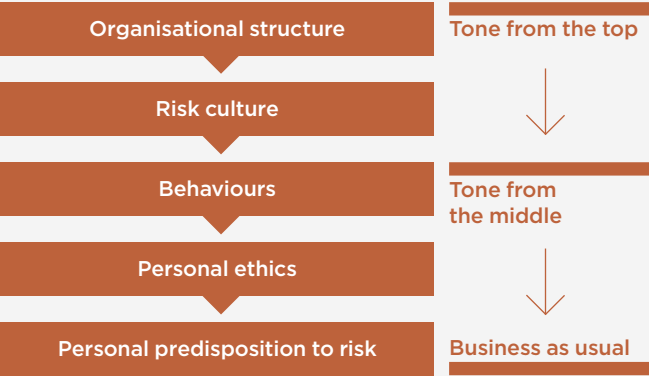 Organisational structure
Tone from the top
Risk culture
Behaviours
Tone from
the middle
Personal ethics
Personal predisposition to risk
Business as usual